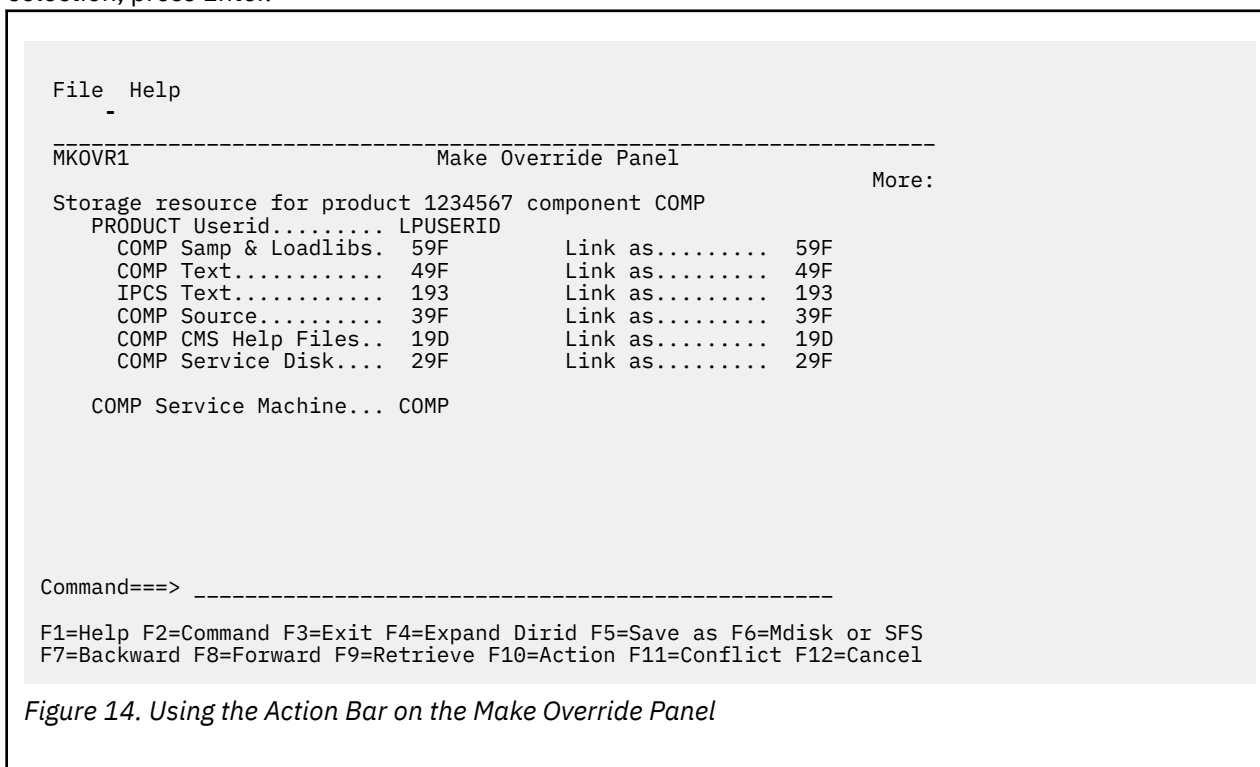 selection, press Enter.
File Help
-
_____________________________________________________________________
MKOVR1 Make Override Panel
More:
Storage resource for product 1234567 component COMP
PRODUCT Userid......... LPUSERID
COMP Samp & Loadlibs. 59F Link as......... 59F
COMP Text............ 49F Link as......... 49F
IPCS Text............ 193 Link as......... 193
COMP Source.......... 39F Link as......... 39F
COMP CMS Help Files.. 19D Link as......... 19D
COMP Service Disk.... 29F Link as......... 29F
COMP Service Machine... COMP
Command===> __________________________________________________
F1=Help F2=Command F3=Exit F4=Expand Dirid F5=Save as F6=Mdisk or SFS
F7=Backward F8=Forward F9=Retrieve F10=Action F11=Conflict F12=Cancel
Figure 14. Using the Action Bar on the Make Override Panel